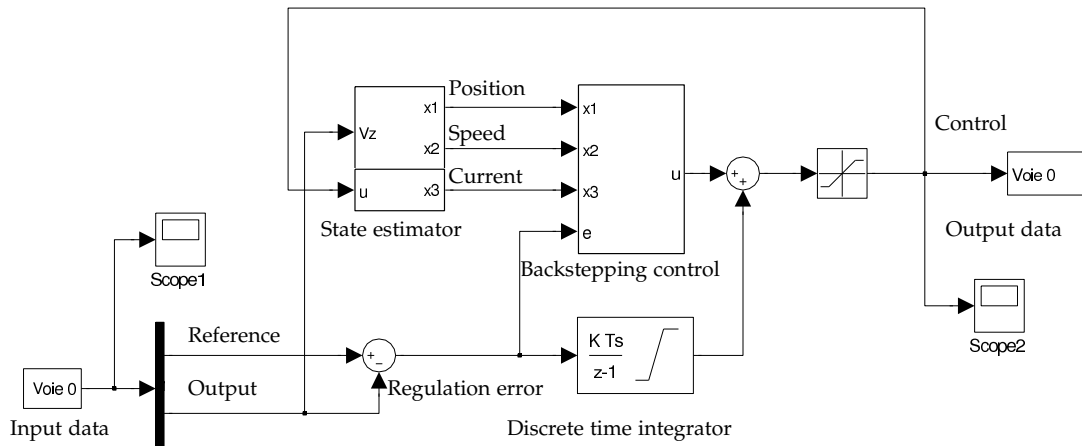 Position
x1
x1
Vz
Speed
x2
x2
Control
Current
u
x3
x3
u
+
+
Voie 0
State estimator
e
Output data
Backstepping control
Scope1
Reference
Scope2
+
−
K Ts
z-1
Voie 0
Output
Regulation error
Input data
Discrete time integrator